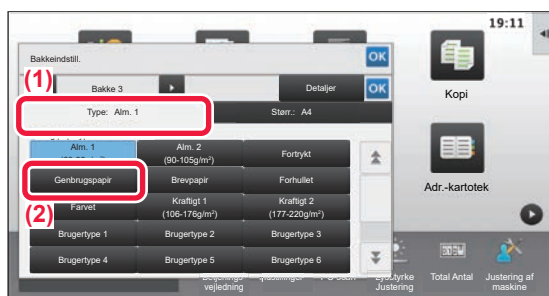 19:11
Bakkeindstill.
OK
(1)
Bakke 3
Detaljer
OK
Type: Alm. 1
Størr.: A4
Kopi
Alm. 1
Alm. 2
(90-105g/m²)
Fortrykt
Genbrugspapir
Brevpapir
Forhullet
Adr.-kartotek
(2)
Farvet
Kraftigt 1
(106-176g/m²)
Kraftigt 2
(177-220g/m²)
Brugertype 1
Brugertype 2
Brugertype 3
Brugertype 4
Brugertype 5
Brugertype 6
vejledning
Justering
Total Antal
Justering af
maskine